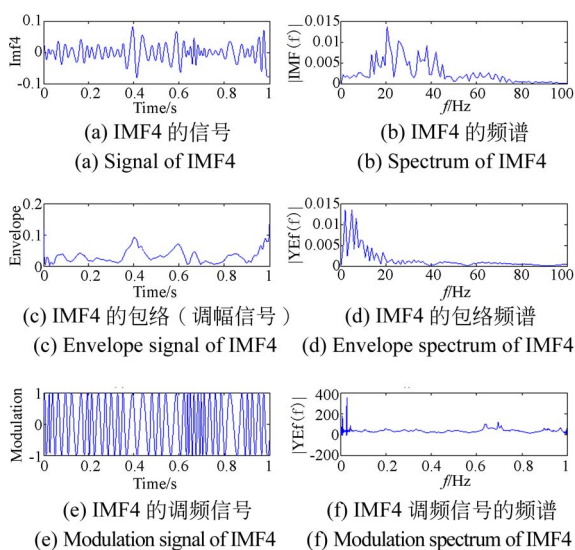 0.1 0.015
Imf4 0 |IMF(f)| 0.01
0.005
-0.1 0
0 0.2 0.4 0.6 0.8 1 0 20 40 60 80 100
Time/s f/Hz
(a) IMF4 的信号 (b) IMF4 的频谱
(a) Signal of IMF4 (b) Spectrum of IMF4
0.2 0.015
Envelope 0.1 |YEf(f)| 0.01
0.005
0 0
0 0.2 0.4 0.6 0.8 1 0 20 40 60 80 100
Time/s f/Hz
(c) IMF4 的包络（调幅信号） (d) IMF4 的包络频谱
(c) Envelope signal of IMF4 (d) Envelope spectrum of IMF4
1 400
Modulation 0 |YEf(f)| 200
0
-1 -200
0 0.2 0.4 0.6 0.8 1 0 0.2 0.4 0.6 0.8 1
Time/s f/Hz
(e) IMF4 的调频信号 (f) IMF4 调频信号的频谱
(e) Modulation signal of IMF4 (f) Modulation spectrum of IMF4